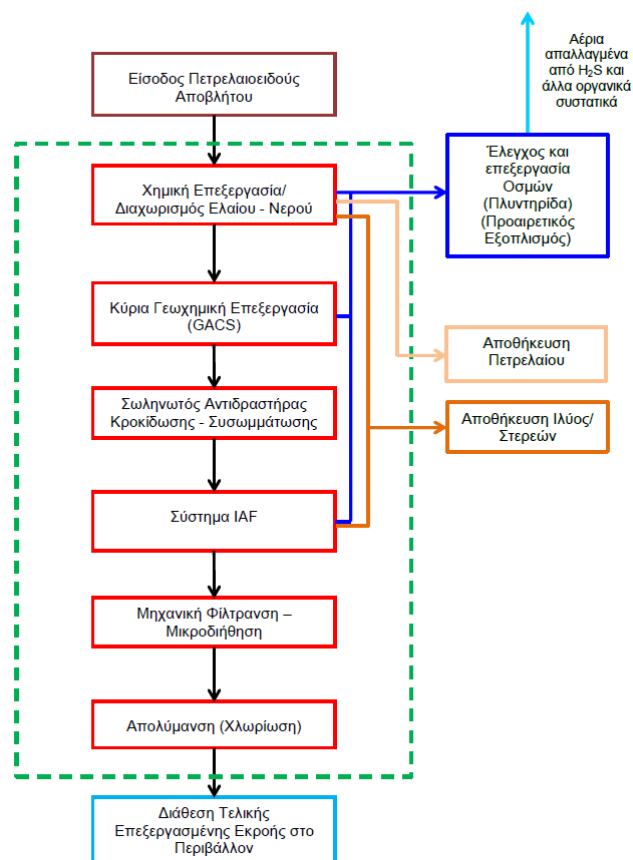 Αέρια
απαλλαγμένα
από H₂S και
άλλα οργανικά
συστατικά
Είσοδος Πετρελαιοειδούς
Αποβλήτου
Έλεγχος και
επεξεργασία
Οσμών
(Πλυντηρίδα)
(Προαιρετικός
Εξοπλισμός)
Χημική Επεξεργασία/
Διαχωρισμός Ελαίου - Νερού
Κύρια Γεωχημική Επεξεργασία
(GACS)
Αποθήκευση
Πετρελαίου
Σωληνωτός Αντιδραστήρας
Κροκίδωσης - Συσωμμάτωσης
Αποθήκευση Ιλύος/
Στερεών
Σύστημα IAF
Μηχανική Φίλτρανση –
Μικροδιήθηση
Απολύμανση (Χλωρίωση)
Διάθεση Τελικής
Επεξεργασμένης Εκροής στο
Περιβάλλον